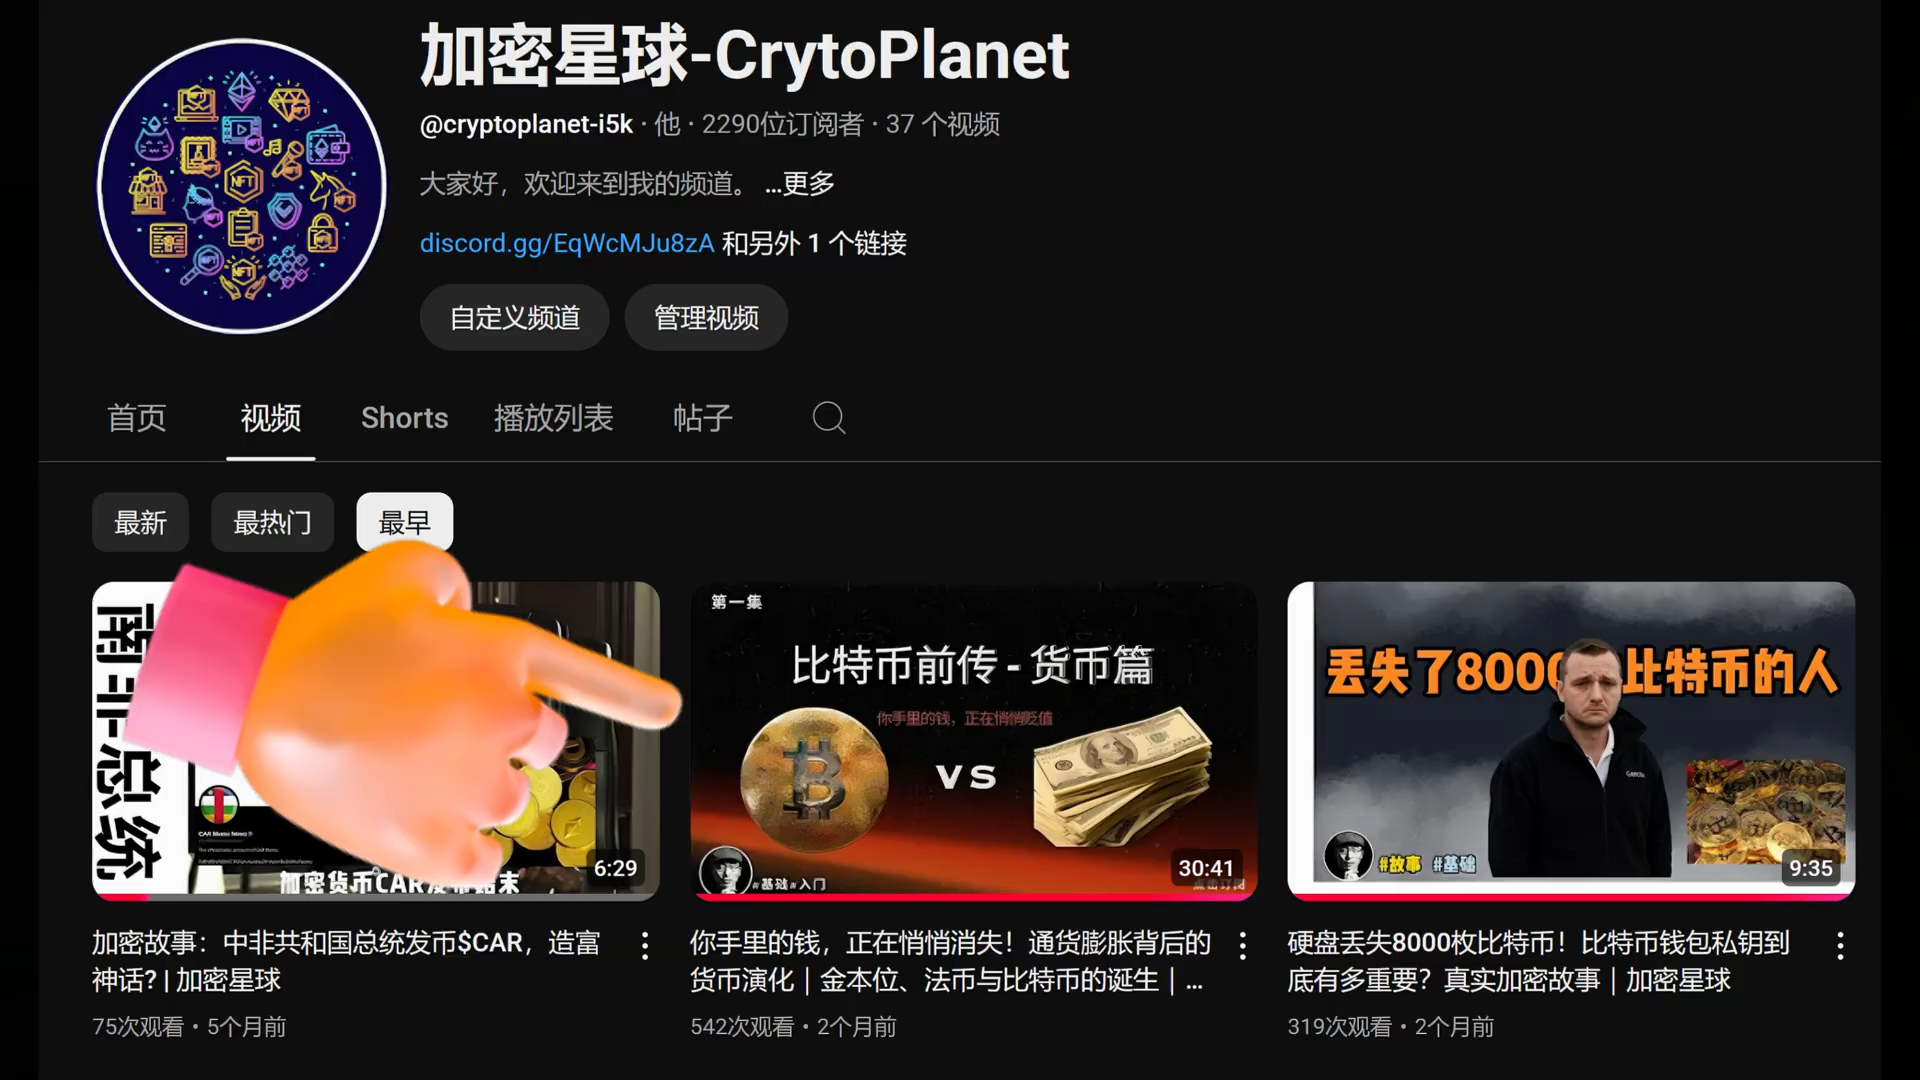 加密星球-CrytoPlanet
@cryptoplanet-i5k · 他 · 2290位订阅者 · 37 个视频
大家好，欢迎来到我的频道。 ...更多
discord.gg/EqWcMJu8zA 和另外 1 个链接
自定义频道 管理视频
首页 视频 Shorts 播放列表 帖子
最新 最热门 最早
南非总统
6:29
第一集
比特币前传 - 货币篇
你手里的钱，正在悄悄贬值
VS
#基础 #入门
30:41
丢失了8000 比特币的人
#故事 #基础
9:35
加密故事：中非共和国总统发币$CAR，造富
神话? | 加密星球
75次观看 · 5个月前
你手里的钱，正在悄悄消失！通货膨胀背后的
货币演化｜金本位、法币与比特币的诞生｜...
542次观看 · 2个月前
硬盘丢失8000枚比特币！比特币钱包私钥到
底有多重要？真实加密故事｜加密星球
319次观看 · 2个月前